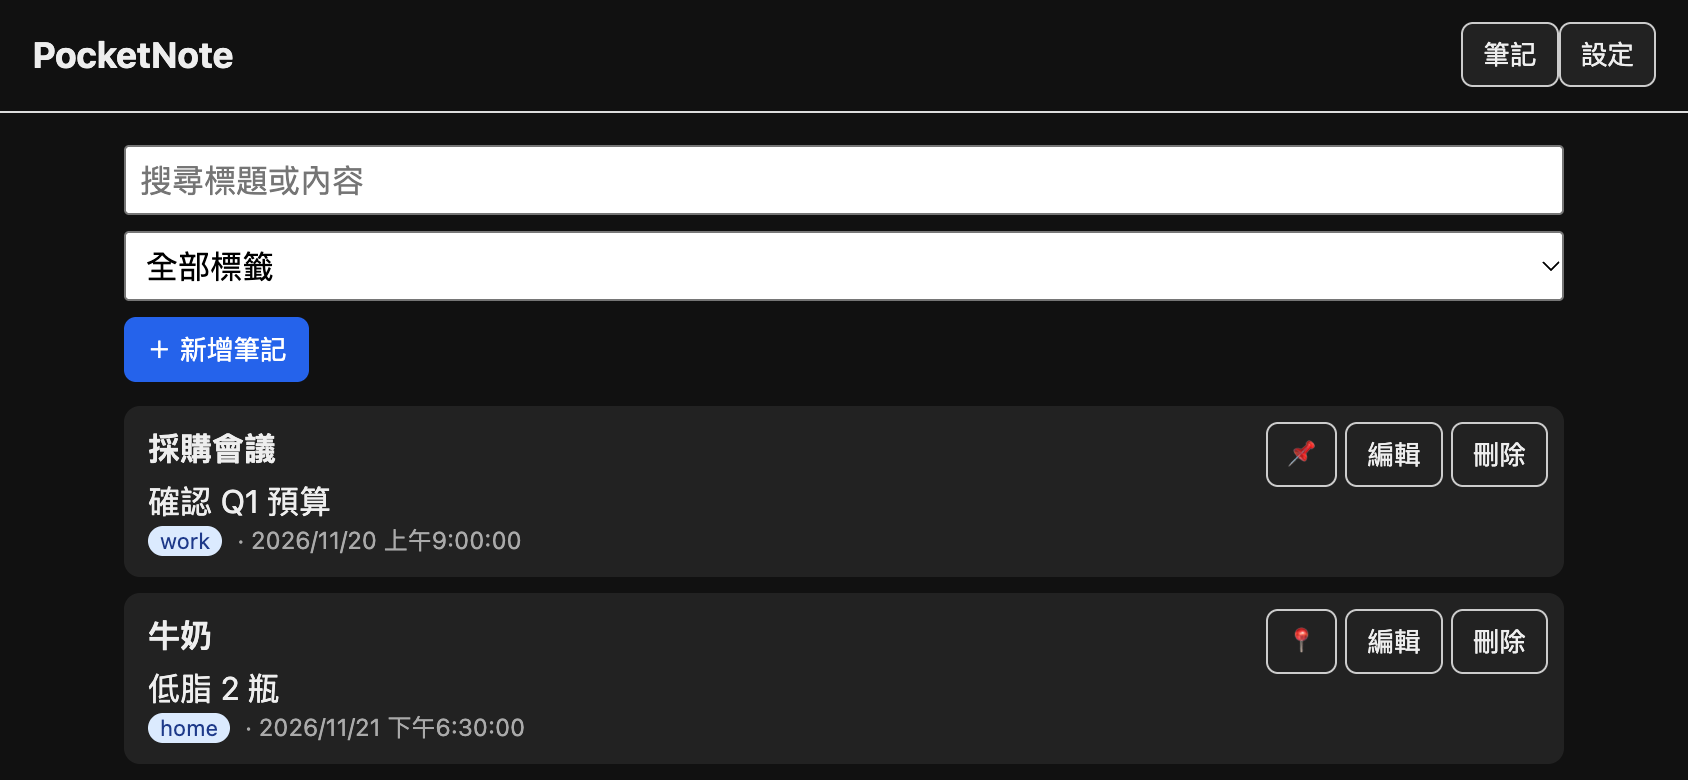 PocketNote
筆記 設定
搜尋標題或內容
全部標籤
＋ 新增筆記
採購會議
📌 編輯 刪除
確認 Q1 預算
work · 2026/11/20 上午9:00:00
牛奶
📍 編輯 刪除
低脂 2 瓶
home · 2026/11/21 下午6:30:00